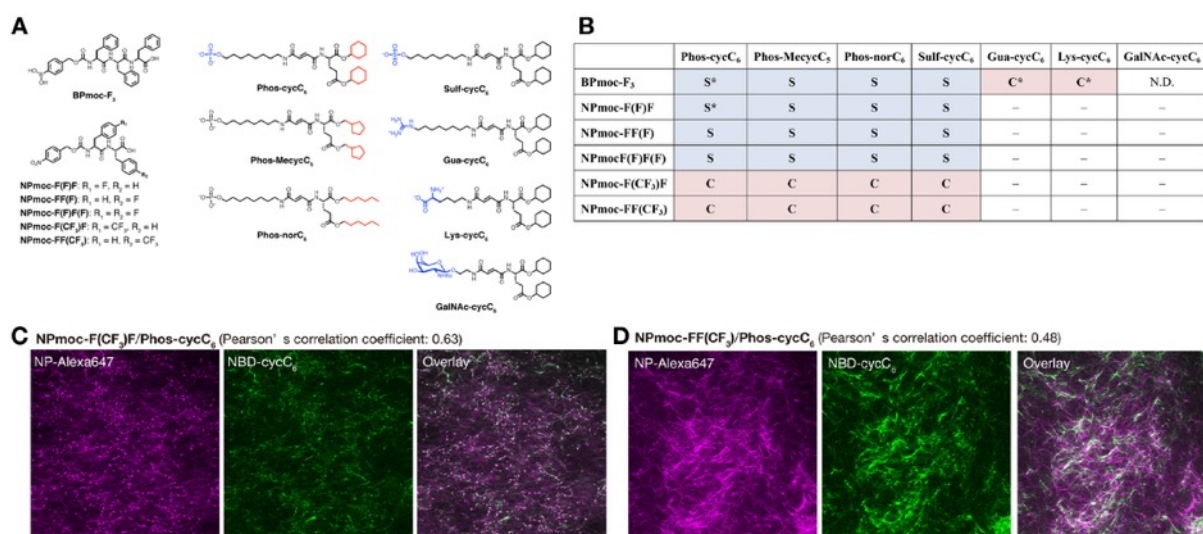 A
BPmoc-F3
NPmoc-F(F)F: R1 = F, R2 = H
NPmoc-FF(F): R1 = H, R2 = F
NPmoc-F(F)F(F): R1 = R2 = F
NPmoc-F(CF3)F: R1 = CF3, R2 = H
NPmoc-FF(CF3): R1 = H, R2 = CF3
Phos-cycC6
Phos-MecycC5
Phos-norC6
Sulf-cycC6
Gua-cycC6
Lys-cycC6
GalNAc-cycC6
B
Phos-cycC6 Phos-MecycC5 Phos-norC6 Sulf-cycC6 Gua-cycC6 Lys-cycC6 GalNAc-cycC6
BPmoc-F3 S* S S S C* C* N.D.
NPmoc-F(F)F S* S S S – – –
NPmoc-FF(F) S S S S – – –
NPmocF(F)F(F) S S S S – – –
NPmoc-F(CF3)F C C C C – – –
NPmoc-FF(CF3) C C C C – – –
C NPmoc-F(CF3)F/Phos-cycC6 (Pearson' s correlation coefficient: 0.63)
NP-Alexa647 NBD-cycC6 Overlay
D NPmoc-FF(CF3)/Phos-cycC6 (Pearson' s correlation coefficient: 0.48)
NP-Alexa647 NBD-cycC6 Overlay